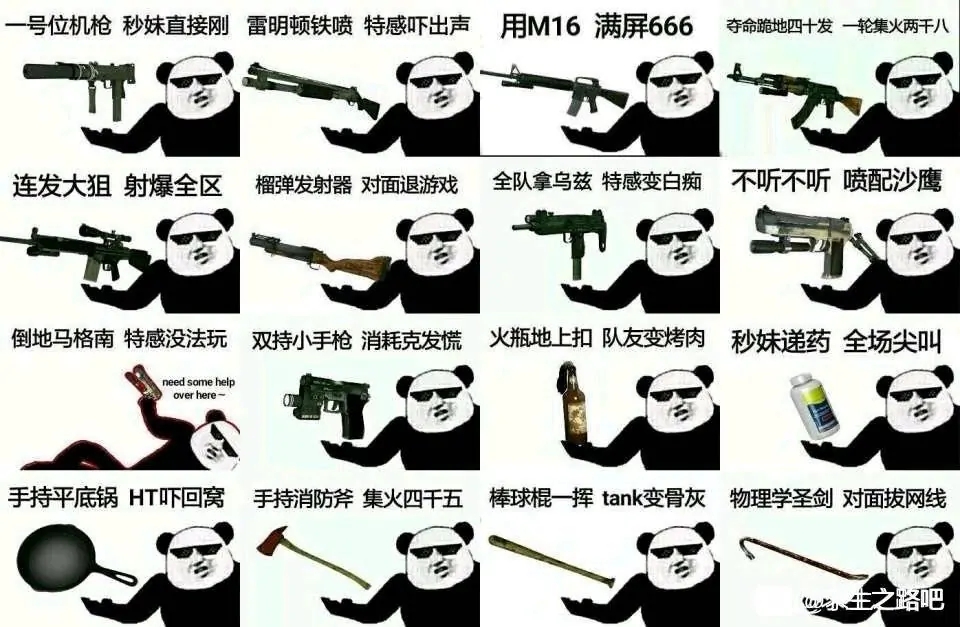 一号位机枪 秒妹直接刚
雷明顿铁喷 特感吓出声
用M16 满屏666
夺命跪地四十发 一轮集火两千八
连发大狙 射爆全区
榴弹发射器 对面退游戏
全队拿乌兹 特感变白痴
不听不听 喷配沙鹰
倒地马格南 特感没法玩
need some help
over here~
双持小手枪 消耗克发慌
火瓶地上扣 队友变烤肉
秒妹递药 全场尖叫
手持平底锅 HT吓回窝
手持消防斧 集火四千五
棒球棍一挥 tank变骨灰
物理学圣剑 对面拔网线
生之路吧